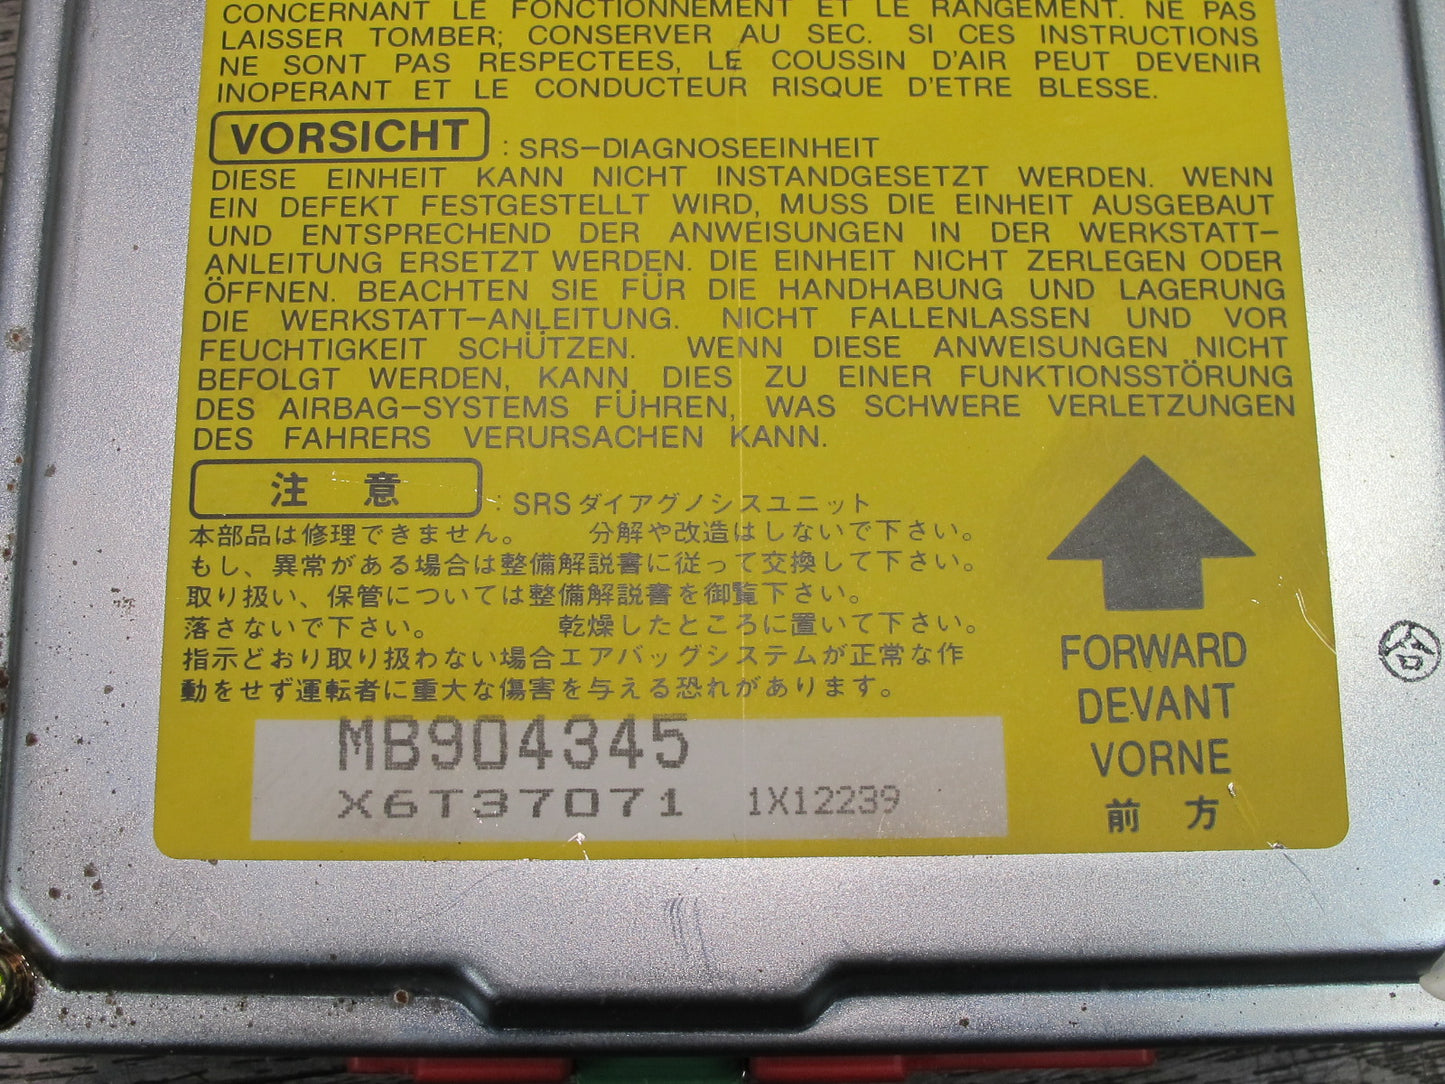 CONCERNANT LE FONCTIONNEMENT ET LE RANGEMENT. NE PAS
LAISSER TOMBER; CONSERVER AU SEC. SI CES INSTRUCTIONS
NE SONT PAS RESPECTEES, LE COUSSIN D'AIR PEUT DEVENIR
INOPERANT ET LE CONDUCTEUR RISQUE D'ETRE BLESSE.
VORSICHT : SRS-DIAGNOSEEINHEIT
DIESE EINHEIT KANN NICHT INSTANDGESETZT WERDEN. WENN
EIN DEFEKT FESTGESTELLT WIRD, MUSS DIE EINHEIT AUSGEBAUT
UND ENTSPRECHEND DER ANWEISUNGEN IN DER WERKSTATT-
ANLEITUNG ERSETZT WERDEN. DIE EINHEIT NICHT ZERLEGEN ODER
ÖFFNEN. BEACHTEN SIE FÜR DIE HANDHABUNG UND LAGERUNG
DIE WERKSTATT-ANLEITUNG. NICHT FALLENLASSEN UND VOR
FEUCHTIGKEIT SCHÜTZEN. WENN DIESE ANWEISUNGEN NICHT
BEFOLGT WERDEN, KANN DIES ZU EINER FUNKTIONSSTÖRUNG
DES AIRBAG-SYSTEMS FÜHREN, WAS SCHWERE VERLETZUNGEN
DES FAHRERS VERURSACHEN KANN.
注 意 : SRSダイアグノシスユニット
本部品は修理できません。 分解や改造はしないで下さい。
もし、異常がある場合は整備解説書に従って交換して下さい。
取り扱い、保管については整備解説書を御覧下さい。
落さないで下さい。 乾燥したところに置いて下さい。
指示どおり取り扱わない場合エアバッグシステムが正常な作
動をせず運転者に重大な傷害を与える恐れがあります。
MB904345
X6T37071 1X12239
FORWARD
DEVANT
VORNE
前 方